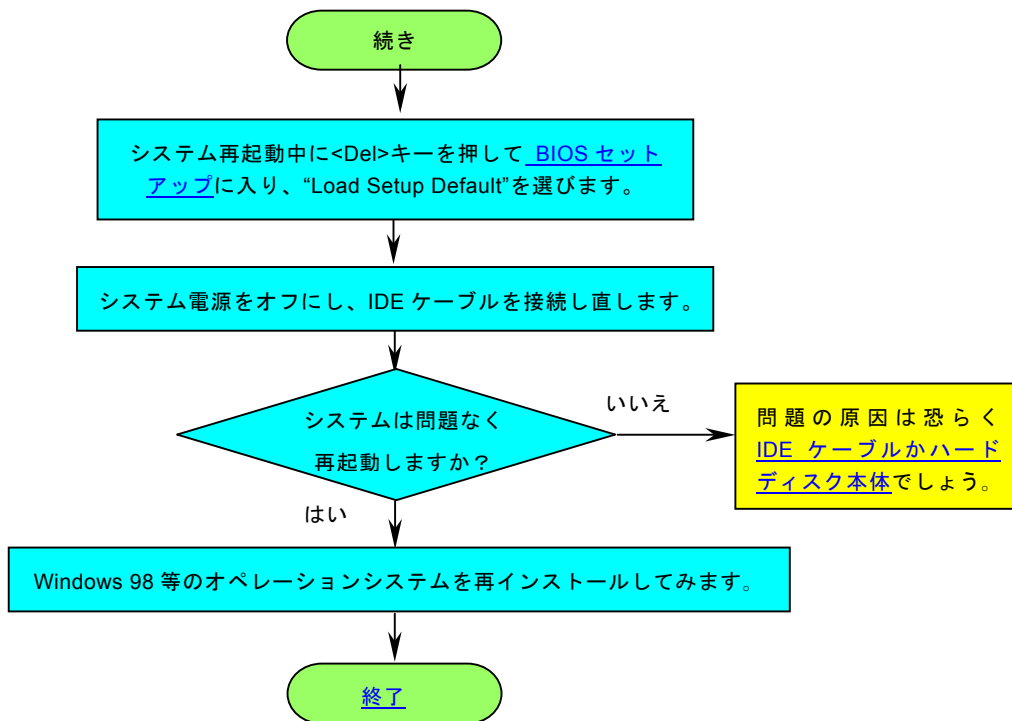 続き
システム再起動中に<Del>キーを押して BIOS セット
アップに入り、“Load Setup Default”を選びます。
システム電源をオフにし、IDE ケーブルを接続し直します。
システムは問題なく
再起動しますか？
いいえ
問題の原因は恐らく
IDE ケーブルかハード
ディスク本体でしょう。
はい
Windows 98 等のオペレーションシステムを再インストールしてみます。
終了